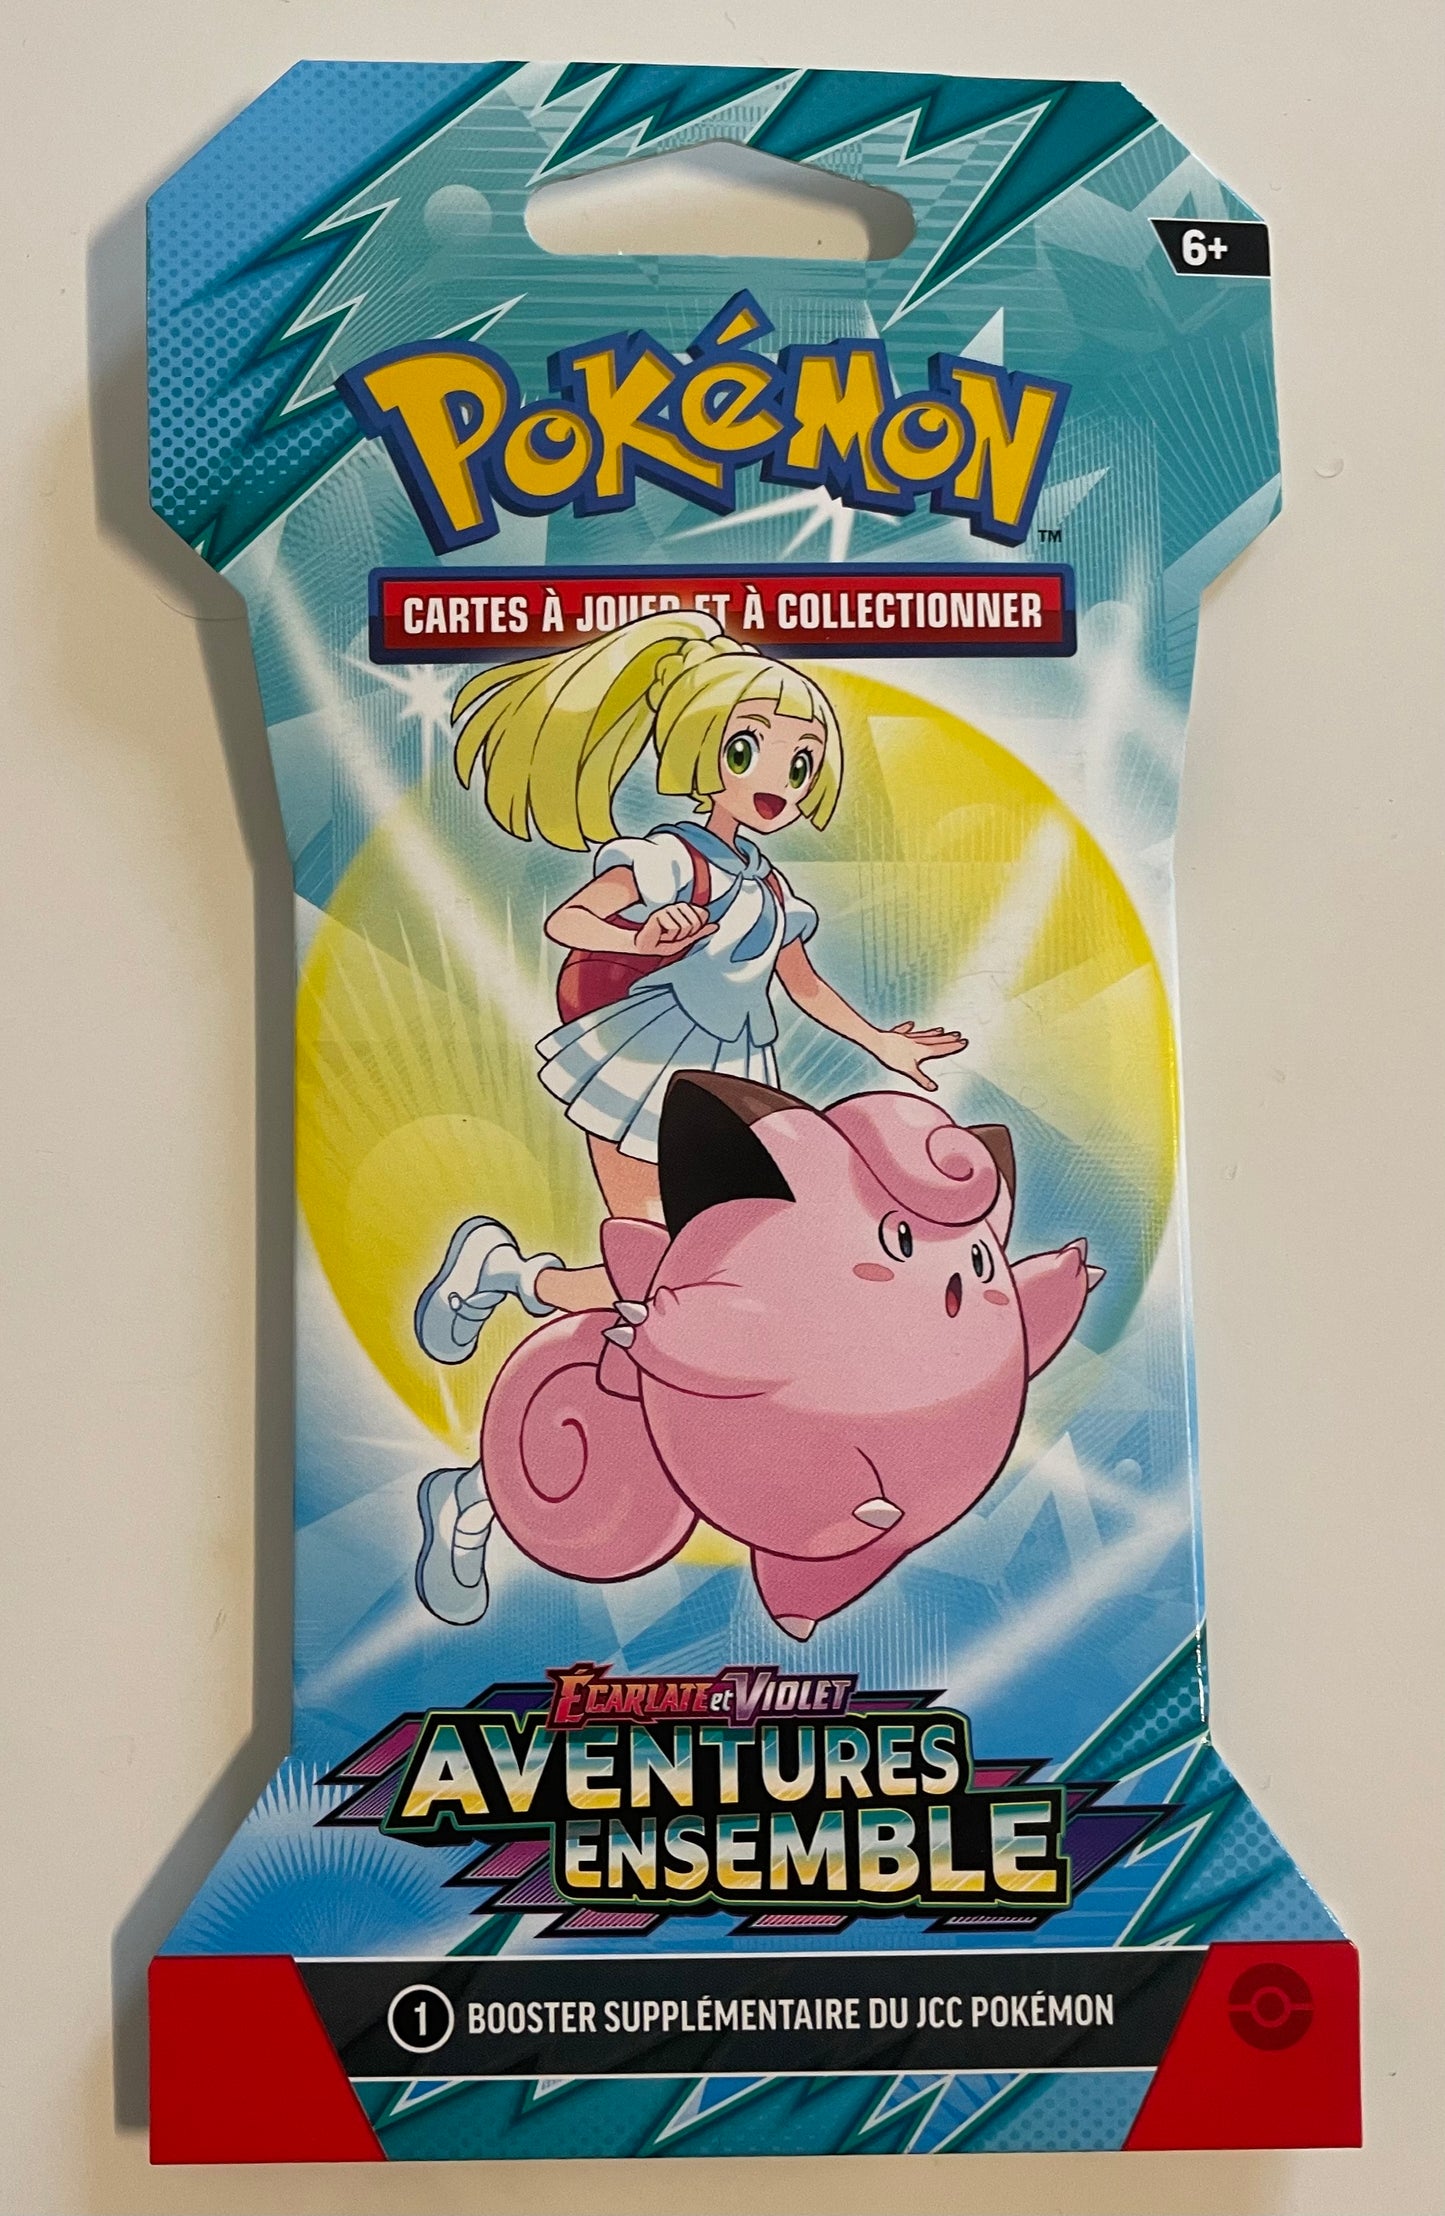 6+
POKéMON
TM
CARTES À JOUER ET À COLLECTIONNER
ÉCARLATE et VIOLET
AVENTURES
ENSEMBLE
1 BOOSTER SUPPLÉMENTAIRE DU JCC POKÉMON